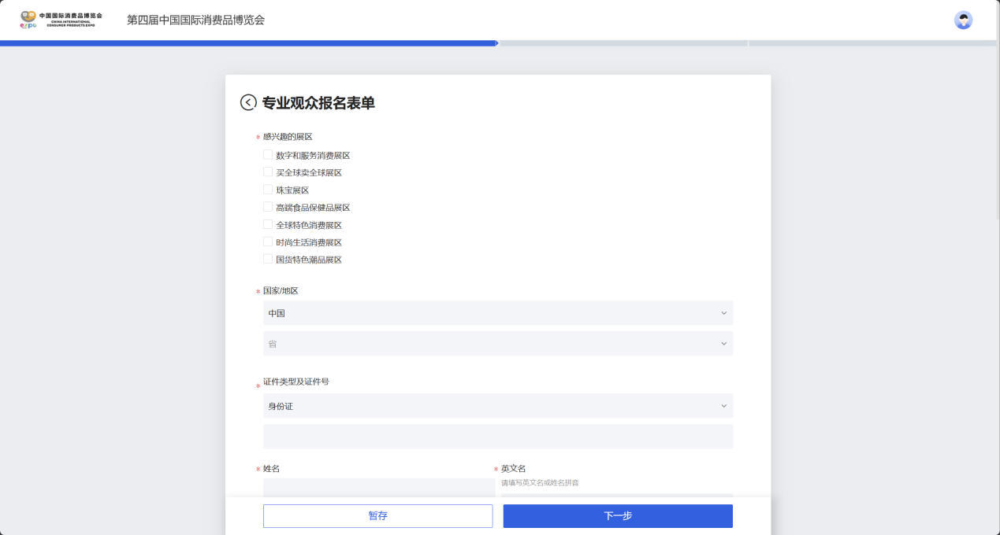 中国国际消费品博览会
CHINA INTERNATIONAL
CONSUMER PRODUCTS EXPO
expo
第四届中国国际消费品博览会
专业观众报名表单
* 感兴趣的展区
数字和服务消费展区
买全球卖全球展区
珠宝展区
高端食品保健品展区
全球特色消费展区
时尚生活消费展区
国货特色潮品展区
* 国家/地区
中国
省
* 证件类型及证件号
身份证
* 姓名
* 英文名
请填写英文名或姓名拼音
暂存
下一步